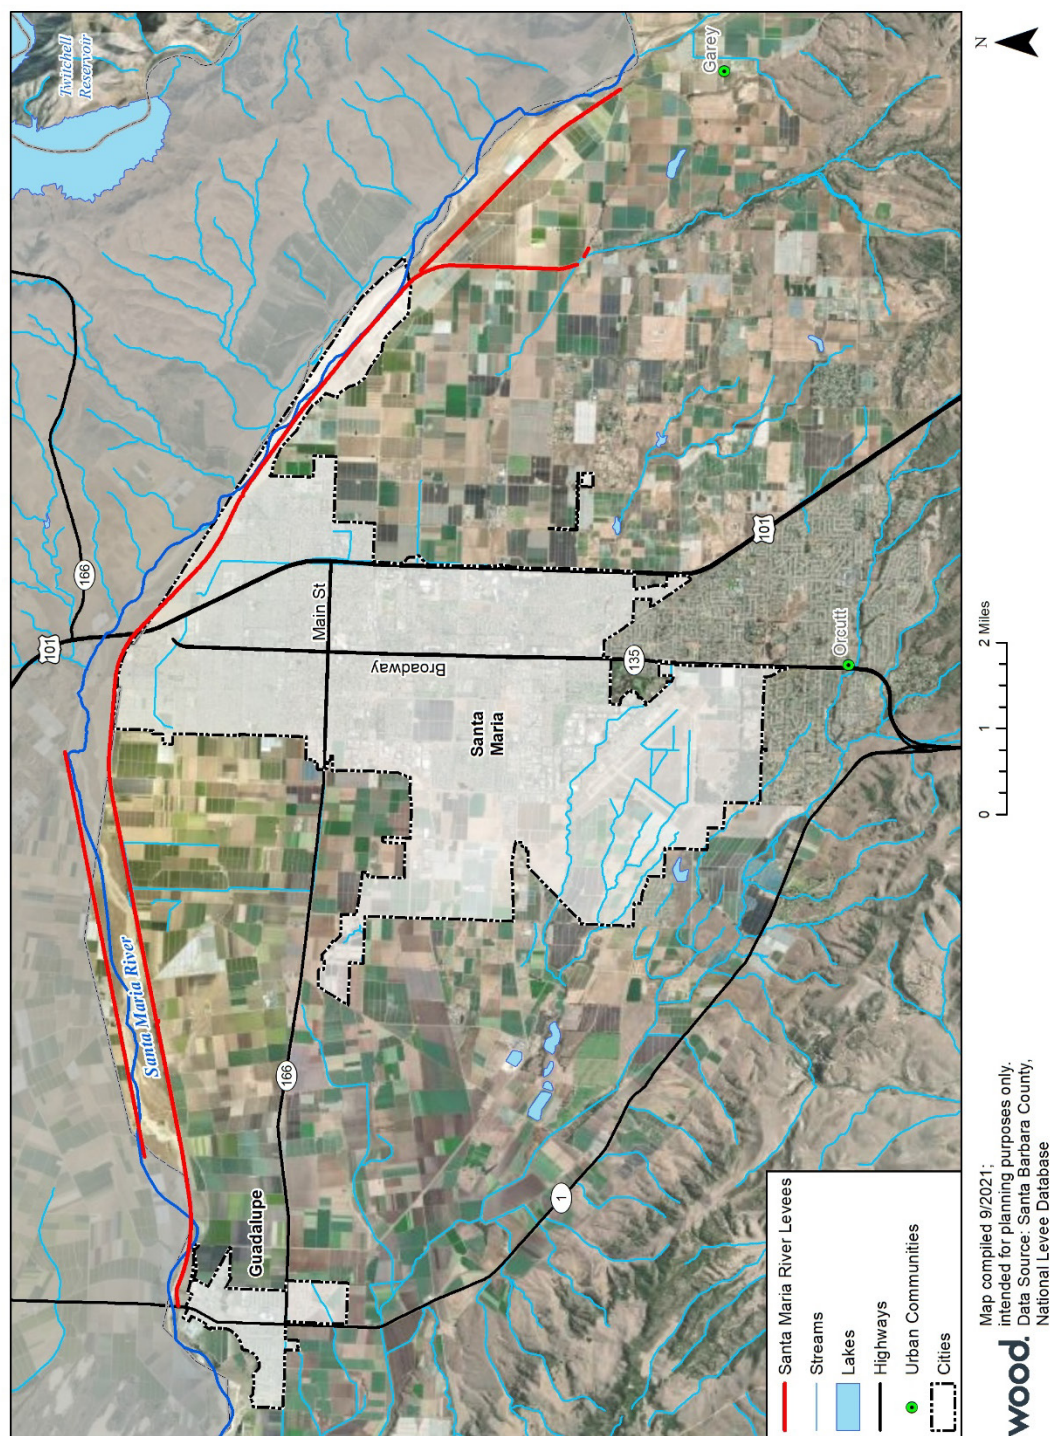 Twitchell
Reservoir
Garey
166
101
Santa Maria River
Main St
Broadway
166
Guadalupe
Santa
Maria
135
101
Orcutt
1
Santa Maria River Levees
Streams
Lakes
Highways
Urban Communities
Cities
N
0 1 2 Miles
wood.
Map compiled 9/2021;
intended for planning purposes only.
Data Source: Santa Barbara County,
National Levee Database